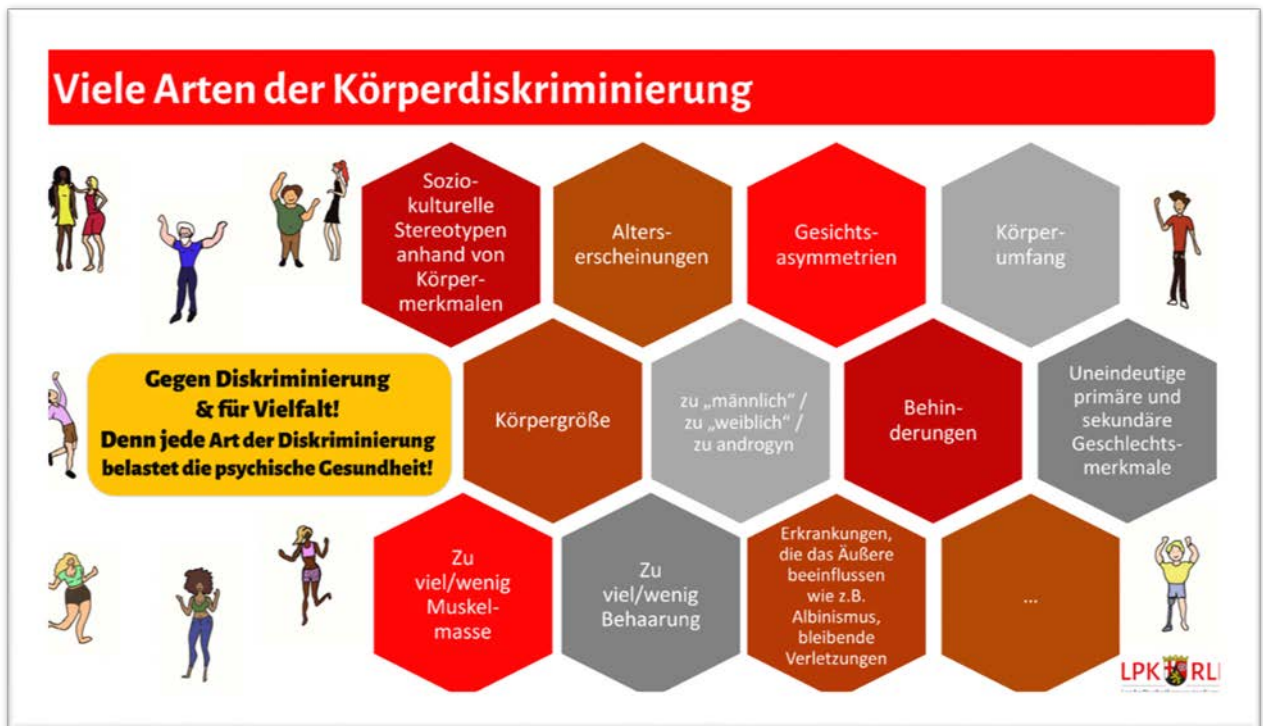 Viele Arten der Körperdiskriminierung
Sozio-
kulturelle
Stereotypen
anhand von
Körper-
merkmalen
Alters-
erscheinungen
Gesichts-
asymmetrien
Körper-
umfang
Gegen Diskriminierung
& für Vielfalt!
Denn jede Art der Diskriminierung
belastet die psychische Gesundheit!
Körpergröße
zu „männlich“ /
zu „weiblich“ /
zu androgyn
Behin-
derungen
Uneindeutige
primäre und
sekundäre
Geschlechts-
merkmale
Zu
viel/wenig
Muskel-
masse
Zu
viel/wenig
Behaarung
Erkrankungen,
die das Äußere
beeinflussen
wie z.B.
Albinismus,
bleibende
Verletzungen
...
LPK RL